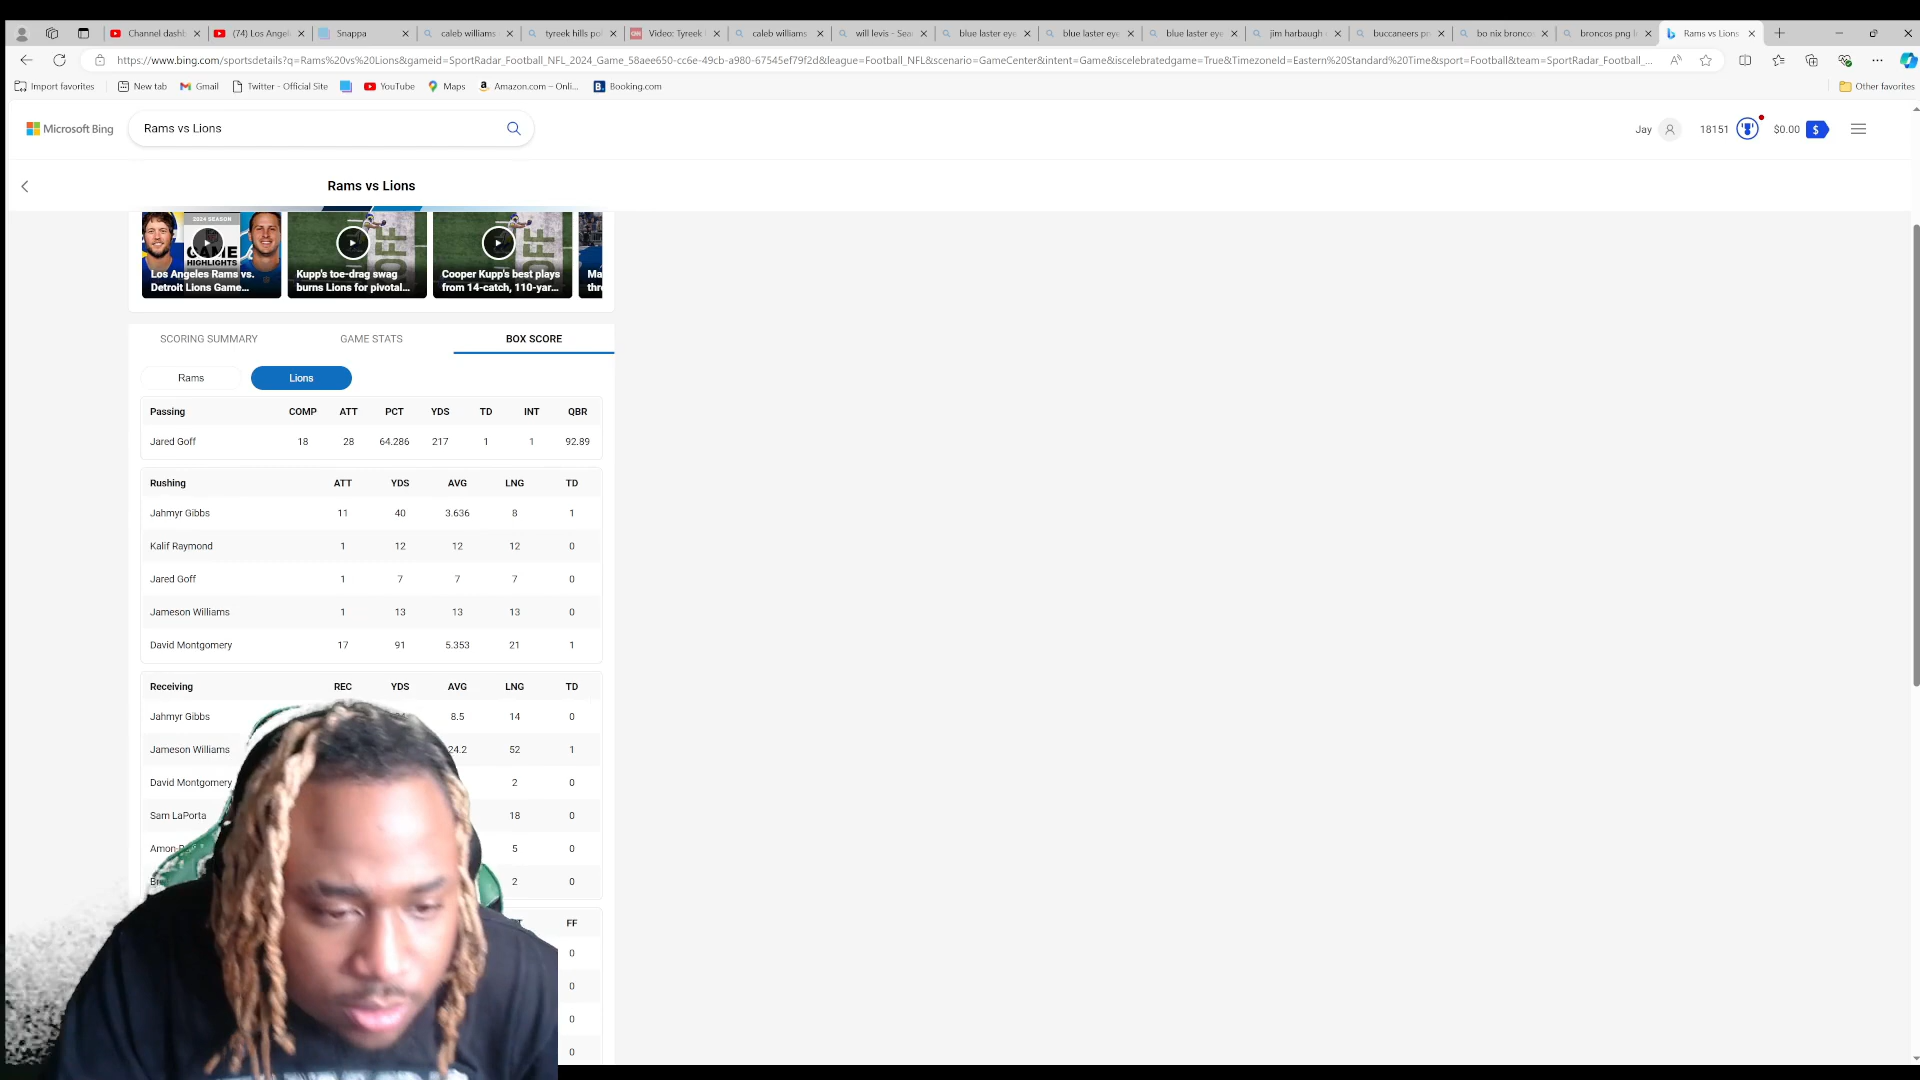 Channel dashb
(74) Los Angel
Snappa
caleb williams
tyreek hills po
Video: Tyreek
caleb williams
will levis - Sea
blue laster eye
blue laster eye
blue laster eye
jim harbaugh
buccaneers p
bo nix bronco
broncos png l
Rams vs Lions
https://www.bing.com/sportsdetails?q=Rams%20vs%20Lions&gameid=SportRadar_Football_NFL_2024_Game_58aee650-cc6e-49cb-a980-67545ef79f2d&league=Football_NFL&scenario=GameCenter&intent=Game&iscelebratedgame=True&TimezoneId=Eastern%20Standard%20Time&sport=Football&team=SportRadar_Football_...
Import favorites New tab Gmail Twitter - Official Site YouTube Maps Amazon.com – Onli... Booking.com Other favorites
Microsoft Bing Rams vs Lions Jay 18151 $0.00 $
Rams vs Lions
2024 SEASON
GAME
HIGHLIGHTS
Los Angeles Rams vs.
Detroit Lions Game...
Kupp's toe-drag swag
burns Lions for pivotal...
Cooper Kupp's best plays
from 14-catch, 110-yar...
Ma
thr
SCORING SUMMARY GAME STATS BOX SCORE
Rams Lions
Passing COMP ATT PCT YDS TD INT QBR
Jared Goff 18 28 64.286 217 1 1 92.89
Rushing ATT YDS AVG LNG TD
Jahmyr Gibbs 11 40 3.636 8 1
Kalif Raymond 1 12 12 12 0
Jared Goff 1 7 7 7 0
Jameson Williams 1 13 13 13 0
David Montgomery 17 91 5.353 21 1
Receiving REC YDS AVG LNG TD
Jahmyr Gibbs 8.5 14 0
Jameson Williams 24.2 52 1
David Montgomery 2 0
Sam LaPorta 18 0
Amon 5 0
2 0
FF
0
0
0
0